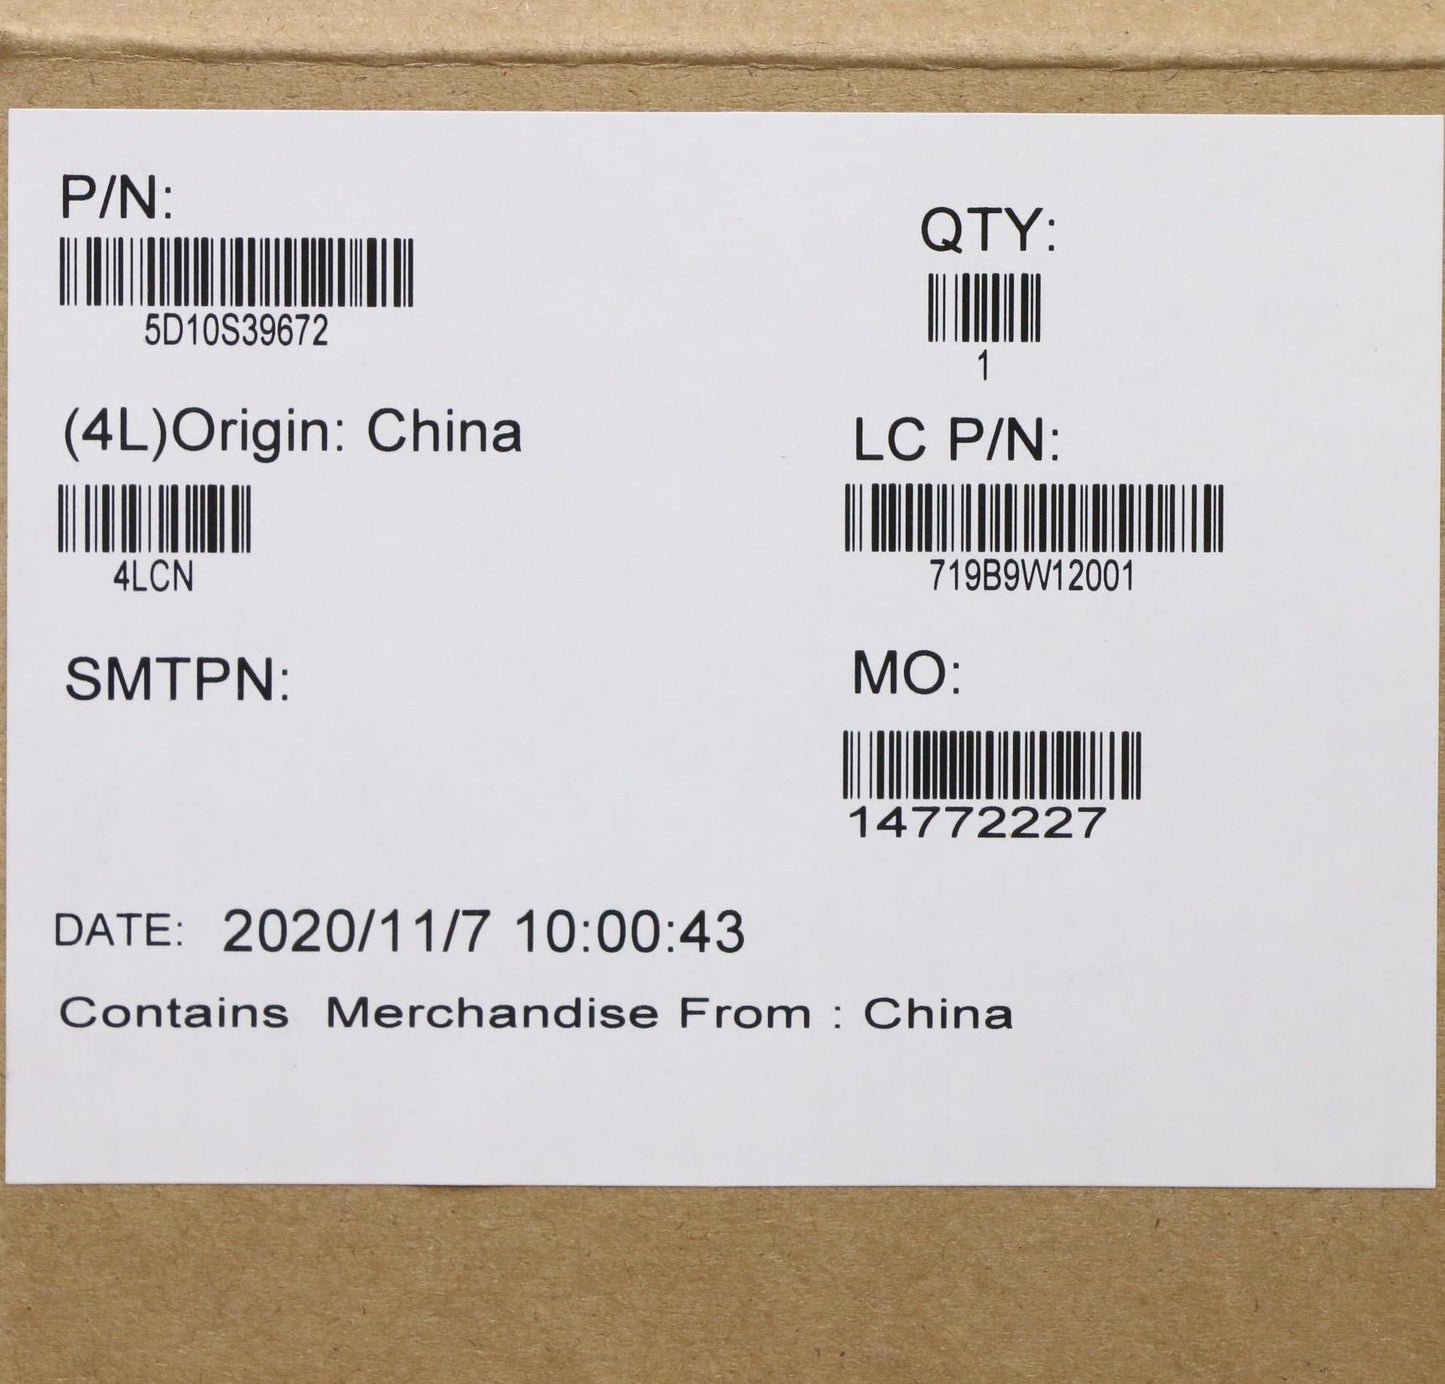 P/N:
5D10S39672
QTY:
1
(4L)Origin: China
4LCN
LC P/N:
719B9W12001
SMTPN:
MO:
14772227
DATE: 2020/11/7 10:00:43
Contains Merchandise From : China